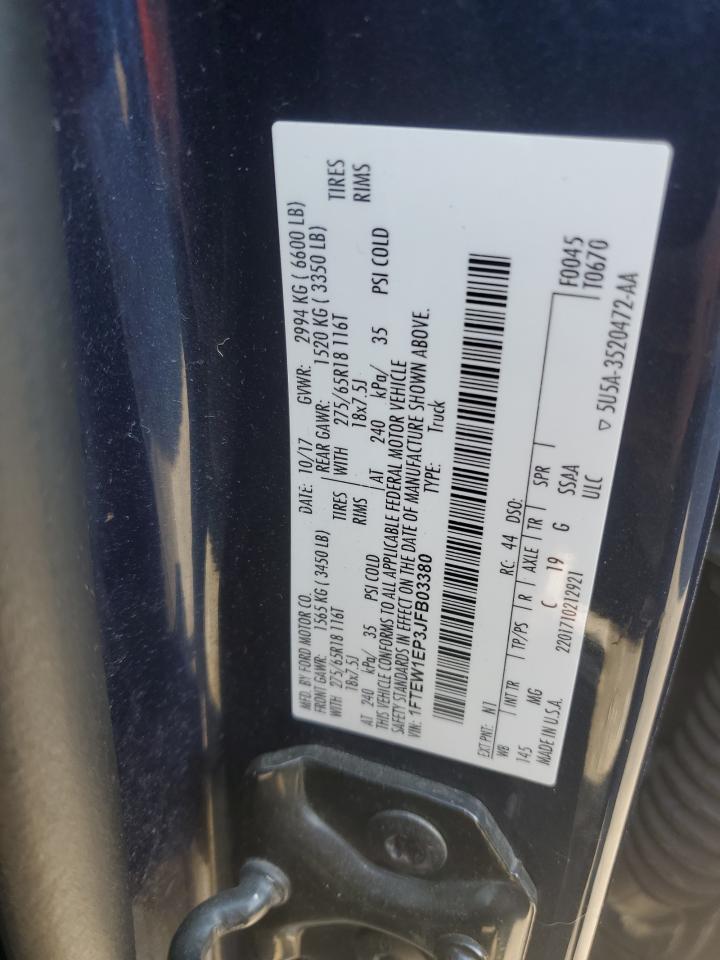 MFD. BY FORD MOTOR CO. DATE: 10/17 GVWR: 2994 KG ( 6600 LB)
FRONT GAWR: 1565 KG ( 3450 LB) REAR GAWR: 1520 KG ( 3350 LB)
WITH 275/65R18 116T TIRES WITH 275/65R18 116T TIRES
18x7.5J RIMS 18x7.5J RIMS
AT 240 kPa/ 35 PSI COLD AT 240 kPa/ 35 PSI COLD
THIS VEHICLE CONFORMS TO ALL APPLICABLE FEDERAL MOTOR VEHICLE
SAFETY STANDARDS IN EFFECT ON THE DATE OF MANUFACTURE SHOWN ABOVE.
VIN: 1FTEW1EP3JFB03380 TYPE: Truck
EXT PNT: N1 RC: 44 DSO: F0045
T0670
WB INT TR TP/PS R AXLE TR SPR
145 MG C 19 G SS4A
MADE IN U.S.A. 2201710212921 ULC ▽ 5U5A-3520472-AA